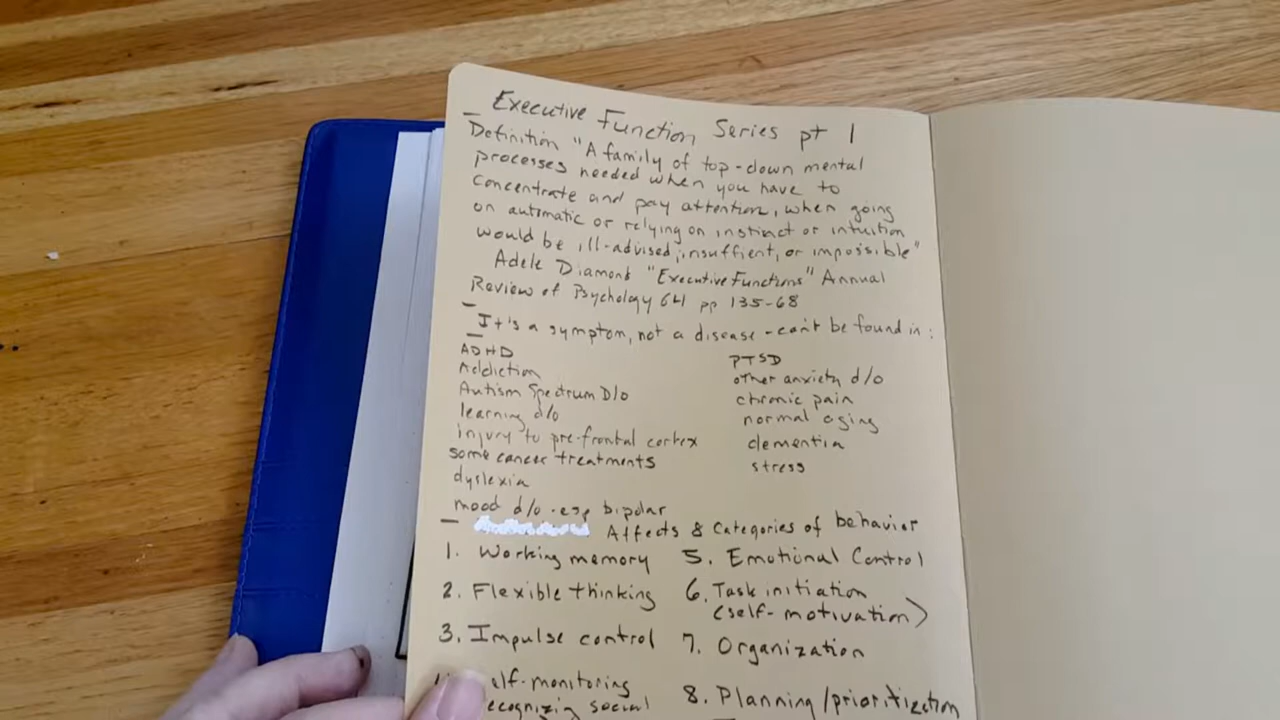 Executive Function Series pt 1
- Definition "A family of top-down mental
processes needed when you have to
concentrate and pay attention, when going
on automatic or relying on instinct or intuition
would be ill-advised, insufficient, or impossible"
Adele Diamond "Executive Functions" Annual
Review of Psychology 64 pp 135-68
- It's a symptom, not a disease - can't be found in:
ADHD
Addiction
Autism Spectrum D/o
learning d/o
injury to pre-frontal cortex
some cancer treatments
dyslexia
mood d/o - esp bipolar
PTSD
other anxiety d/o
chronic pain
normal aging
dementia
stress
- Affects 8 Categories of behavior
1. Working memory
2. Flexible thinking
3. Impulse control
recognizing social
5. Emotional Control
6. Task initiation
(self-motivation)
7. Organization
8. Planning/prioritization